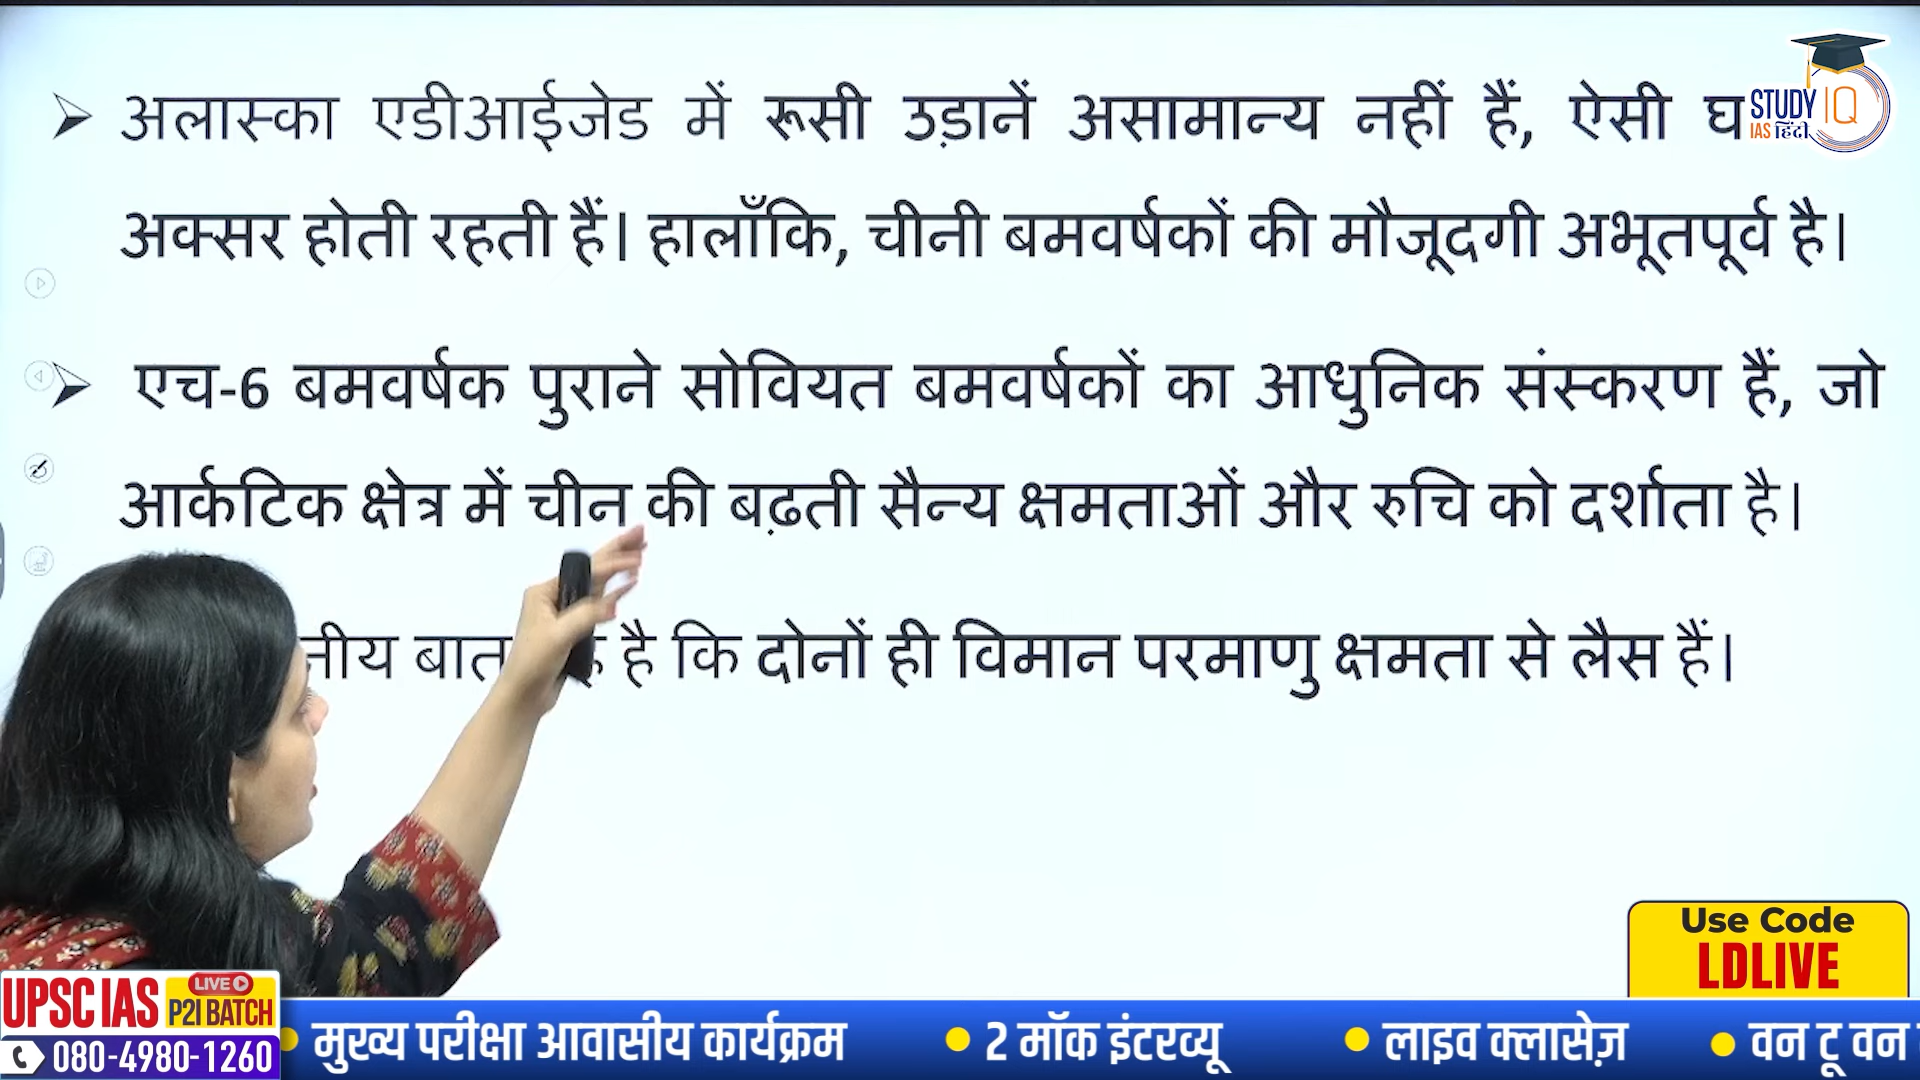 अलास्का एडीआईजेड में रूसी उड़ानें असामान्य नहीं हैं, ऐसी
अक्सर होती रहती हैं। हालाँकि, चीनी बमवर्षकों की मौजूदगी अभूतपूर्व है।
एच-6 बमवर्षक पुराने सोवियत बमवर्षकों का आधुनिक संस्करण हैं, जो
आर्कटिक क्षेत्र में चीन की बढ़ती सैन्य क्षमताओं और रुचि को दर्शाता है।
बात है कि दोनों ही विमान परमाणु क्षमता से लैस हैं।
STUDY IQ
IAS हिंदी
Use Code
LDLIVE
UPSC IAS LIVE P2I BATCH
080-4980-1260
मुख्य परीक्षा आवासीय कार्यक्रम 2 मॉक इंटरव्यू लाइव क्लासेज़ वन टू वन